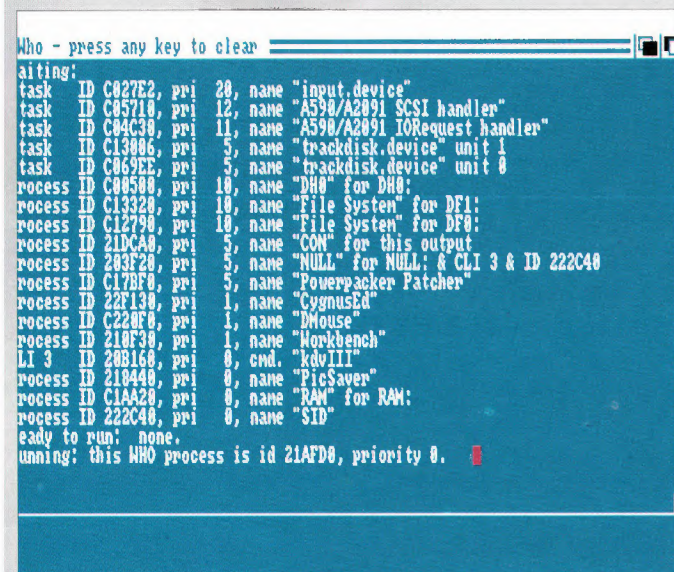 Who - press any key to clear
aiting:
task   ID C027E2, pri  20, name "input.device"
task   ID C05710, pri  12, name "A590/A2091 SCSI handler"
task   ID C04C30, pri  11, name "A590/A2091 IORequest handler"
task   ID C13006, pri   5, name "trackdisk.device" unit 1
task   ID C069EE, pri   5, name "trackdisk.device" unit 0
rocess ID C00500, pri  10, name "DH0" for DH0:
rocess ID C13320, pri  10, name "File System" for DF1:
rocess ID C12790, pri  10, name "File System" for DF0:
rocess ID 21DCA0, pri   5, name "CON" for this output
rocess ID 203F20, pri   5, name "NULL" for NULL: & CLI 3 & ID 222C40
rocess ID C17BF0, pri   5, name "Powerpacker Patcher"
rocess ID 22F130, pri   1, name "CygnusEd"
rocess ID C220F0, pri   1, name "DMouse"
rocess ID 210F30, pri   1, name "Workbench"
LI 3   ID 20B160, pri   0, cmd. "kdvIII"
rocess ID 218440, pri   0, name "PicSaver"
rocess ID C1AA20, pri   0, name "RAM" for RAM:
rocess ID 222C40, pri   0, name "SID"
eady to run:  none.
unning: this WHO process is id 21AFD0, priority 0.